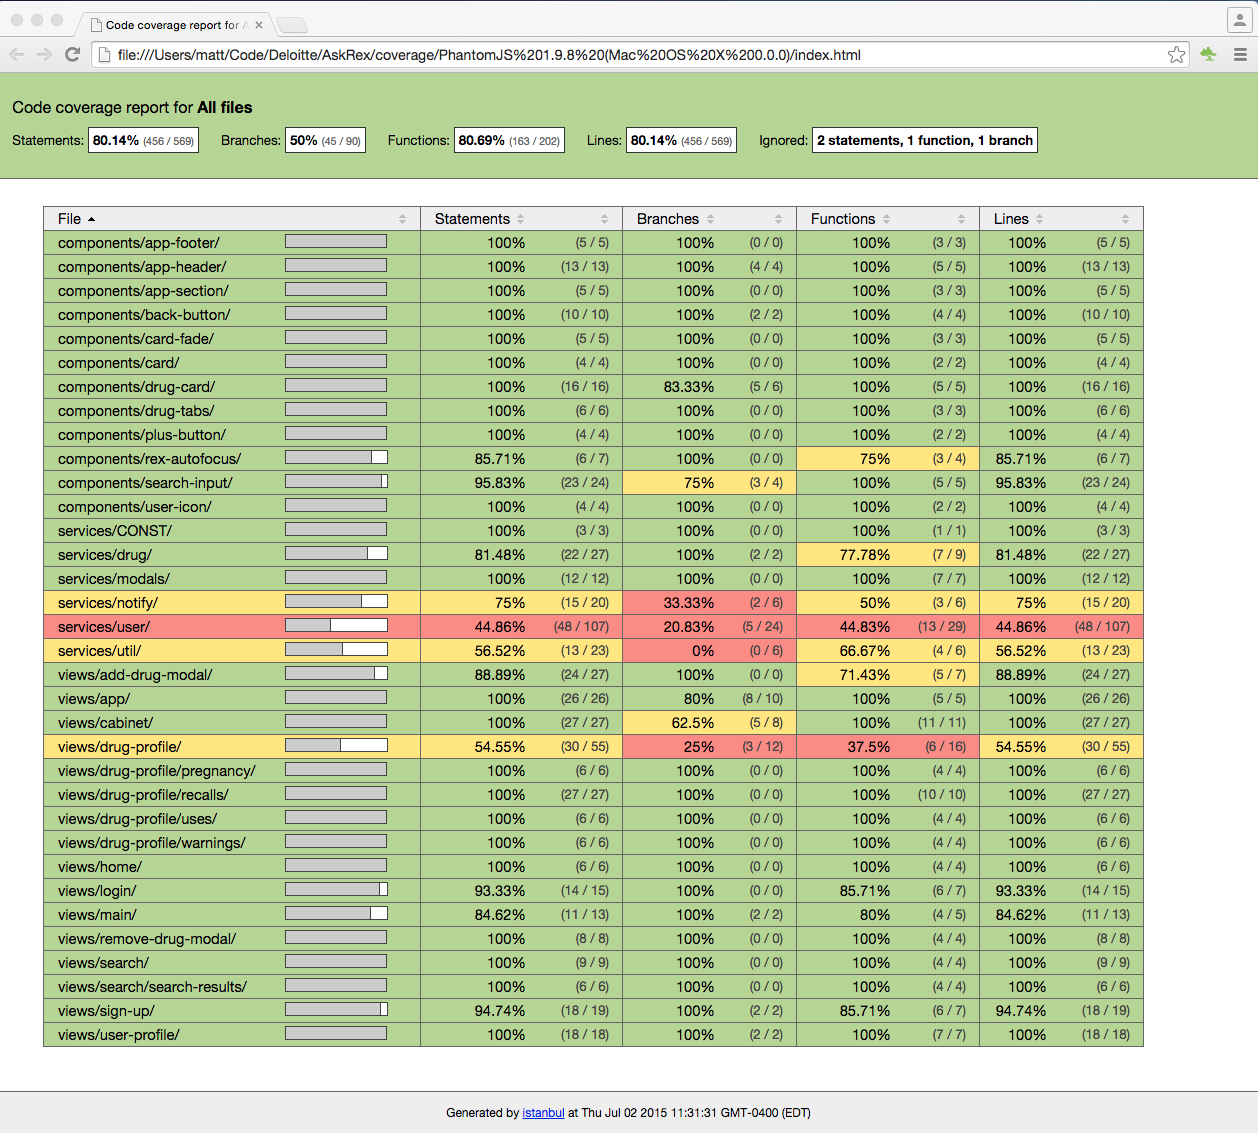 Code coverage report for A
file:///Users/matt/Code/Deloitte/AskRex/coverage/PhantomJS%201.9.8%20(Mac%20OS%20X%200.0.0)/index.html
Code coverage report for All files
Statements: 80.14% (456 / 569) Branches: 50% (45 / 90) Functions: 80.69% (163 / 202) Lines: 80.14% (456 / 569) Ignored: 2 statements, 1 function, 1 branch
File Statements Branches Functions Lines
components/app-footer/ 100% (5 / 5) 100% (0 / 0) 100% (3 / 3) 100% (5 / 5)
components/app-header/ 100% (13 / 13) 100% (4 / 4) 100% (5 / 5) 100% (13 / 13)
components/app-section/ 100% (5 / 5) 100% (0 / 0) 100% (3 / 3) 100% (5 / 5)
components/back-button/ 100% (10 / 10) 100% (2 / 2) 100% (4 / 4) 100% (10 / 10)
components/card-fade/ 100% (5 / 5) 100% (0 / 0) 100% (3 / 3) 100% (5 / 5)
components/card/ 100% (4 / 4) 100% (0 / 0) 100% (2 / 2) 100% (4 / 4)
components/drug-card/ 100% (16 / 16) 83.33% (5 / 6) 100% (5 / 5) 100% (16 / 16)
components/drug-tabs/ 100% (6 / 6) 100% (0 / 0) 100% (3 / 3) 100% (6 / 6)
components/plus-button/ 100% (4 / 4) 100% (0 / 0) 100% (2 / 2) 100% (4 / 4)
components/rex-autofocus/ 85.71% (6 / 7) 100% (0 / 0) 75% (3 / 4) 85.71% (6 / 7)
components/search-input/ 95.83% (23 / 24) 75% (3 / 4) 100% (5 / 5) 95.83% (23 / 24)
components/user-icon/ 100% (4 / 4) 100% (0 / 0) 100% (2 / 2) 100% (4 / 4)
services/CONST/ 100% (3 / 3) 100% (0 / 0) 100% (1 / 1) 100% (3 / 3)
services/drug/ 81.48% (22 / 27) 100% (2 / 2) 77.78% (7 / 9) 81.48% (22 / 27)
services/modals/ 100% (12 / 12) 100% (0 / 0) 100% (7 / 7) 100% (12 / 12)
services/notify/ 75% (15 / 20) 33.33% (2 / 6) 50% (3 / 6) 75% (15 / 20)
services/user/ 44.86% (48 / 107) 20.83% (5 / 24) 44.83% (13 / 29) 44.86% (48 / 107)
services/util/ 56.52% (13 / 23) 0% (0 / 6) 66.67% (4 / 6) 56.52% (13 / 23)
views/add-drug-modal/ 88.89% (24 / 27) 100% (0 / 0) 71.43% (5 / 7) 88.89% (24 / 27)
views/app/ 100% (26 / 26) 80% (8 / 10) 100% (5 / 5) 100% (26 / 26)
views/cabinet/ 100% (27 / 27) 62.5% (5 / 8) 100% (11 / 11) 100% (27 / 27)
views/drug-profile/ 54.55% (30 / 55) 25% (3 / 12) 37.5% (6 / 16) 54.55% (30 / 55)
views/drug-profile/pregnancy/ 100% (6 / 6) 100% (0 / 0) 100% (4 / 4) 100% (6 / 6)
views/drug-profile/recalls/ 100% (27 / 27) 100% (0 / 0) 100% (10 / 10) 100% (27 / 27)
views/drug-profile/uses/ 100% (6 / 6) 100% (0 / 0) 100% (4 / 4) 100% (6 / 6)
views/drug-profile/warnings/ 100% (6 / 6) 100% (0 / 0) 100% (4 / 4) 100% (6 / 6)
views/home/ 100% (6 / 6) 100% (0 / 0) 100% (4 / 4) 100% (6 / 6)
views/login/ 93.33% (14 / 15) 100% (0 / 0) 85.71% (6 / 7) 93.33% (14 / 15)
views/main/ 84.62% (11 / 13) 100% (2 / 2) 80% (4 / 5) 84.62% (11 / 13)
views/remove-drug-modal/ 100% (8 / 8) 100% (0 / 0) 100% (4 / 4) 100% (8 / 8)
views/search/ 100% (9 / 9) 100% (0 / 0) 100% (4 / 4) 100% (9 / 9)
views/search/search-results/ 100% (6 / 6) 100% (0 / 0) 100% (4 / 4) 100% (6 / 6)
views/sign-up/ 94.74% (18 / 19) 100% (2 / 2) 85.71% (6 / 7) 94.74% (18 / 19)
views/user-profile/ 100% (18 / 18) 100% (2 / 2) 100% (7 / 7) 100% (18 / 18)
Generated by istanbul at Thu Jul 02 2015 11:31:31 GMT-0400 (EDT)